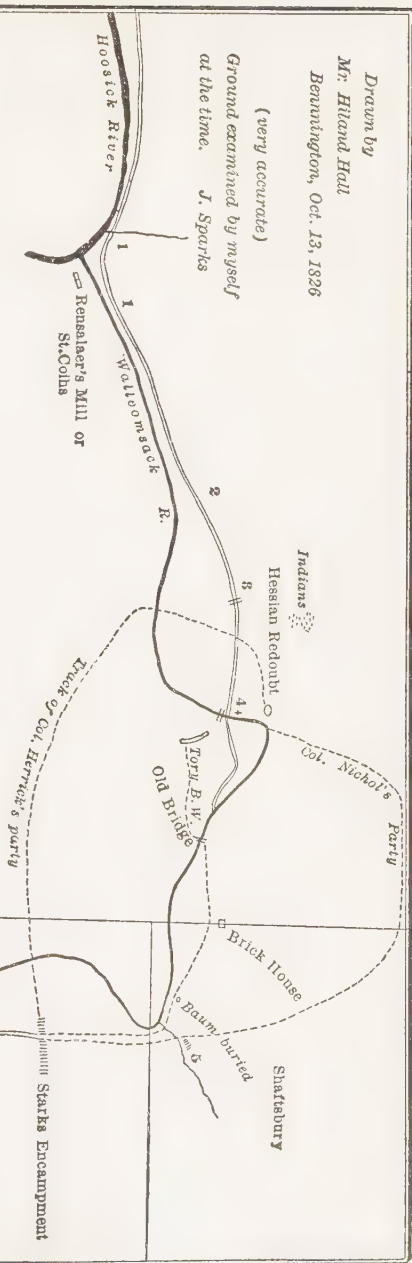 Drawn by
Mr. Hiland Hall
Bennnington, Oct. 13, 1826
(very accurate)
Ground examined by myself
at the time. J. Sparks
Hoosick River
1
1
Rensalaer's Mill or
St.Coihs
Walloomsack R.
2
3
Indians
Hessian Redoubt
4
Col. Nichol's Party
Tory B. W.
Old Bridge
Track of Col. Herrick's party
Brick House
Baum buried
5
Shaftsbury
Starks Encampment